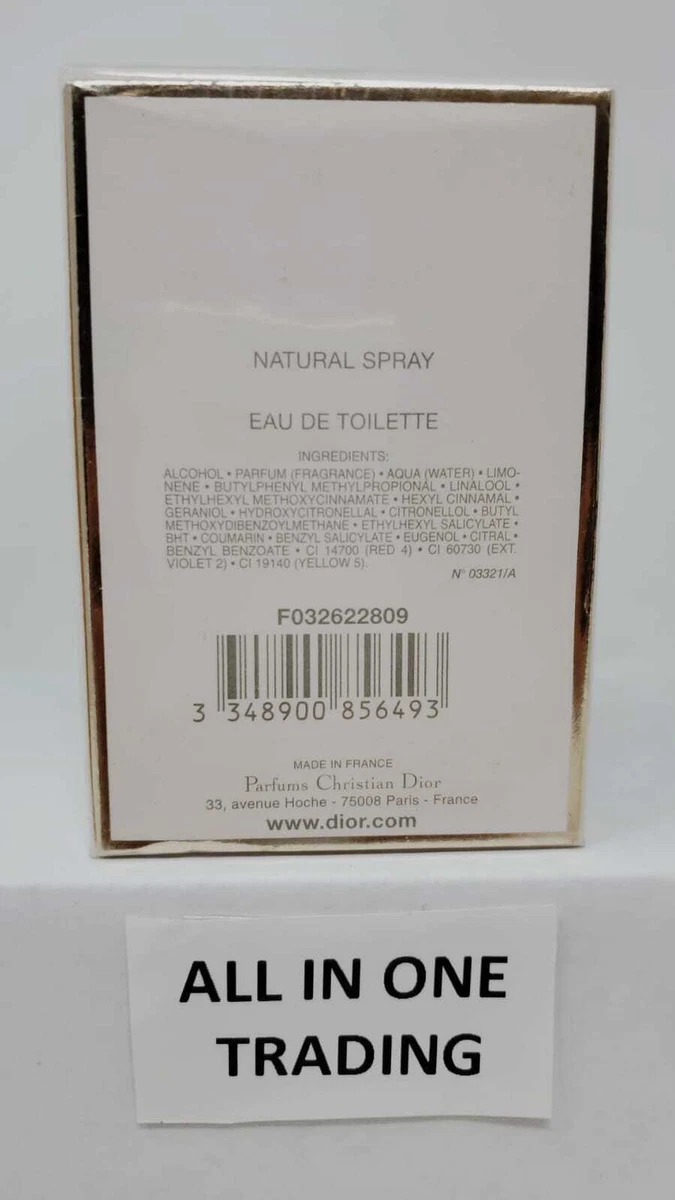 NATURAL SPRAY
EAU DE TOILETTE
INGREDIENTS:
ALCOHOL • PARFUM (FRAGRANCE) • AQUA (WATER) • LIMO-
NENE • BUTYLPHENYL METHYLPROPIONAL • LINALOOL •
ETHYLHEXYL METHOXYCINNAMATE • HEXYL CINNAMAL •
GERANIOL • HYDROXYCITRONELLAL • CITRONELLOL • BUTYL
METHOXYDIBENZOYLMETHANE • ETHYLHEXYL SALICYLATE •
BHT • COUMARIN • BENZYL SALICYLATE • EUGENOL • CITRAL •
BENZYL BENZOATE • CI 14700 (RED 4) • CI 60730 (EXT.
VIOLET 2) • CI 19140 (YELLOW 5).
N° 03321/A
F032622809
3 348900 856493
MADE IN FRANCE
Parfums Christian Dior
33, avenue Hoche - 75008 Paris - France
www.dior.com
ALL IN ONE
TRADING